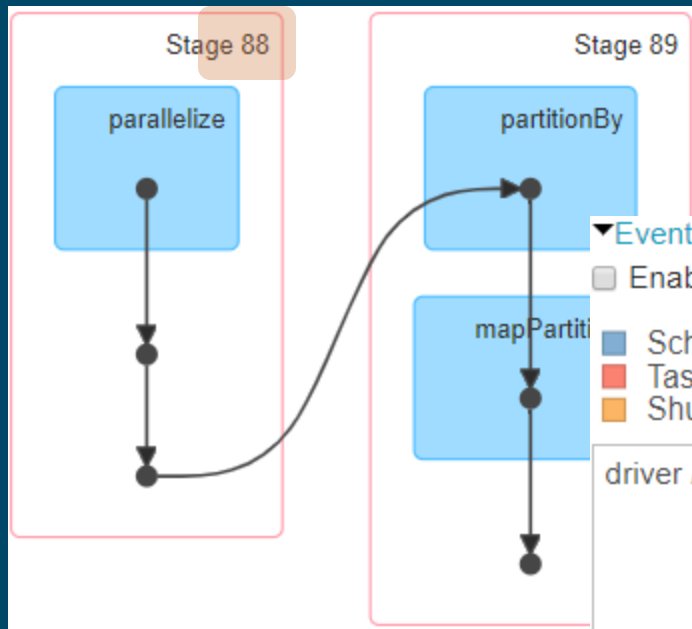 Stage 88
parallelize
Stage 89
partitionBy
mapPartiti
Event
Enab
Sch
Tas
Shu
driver